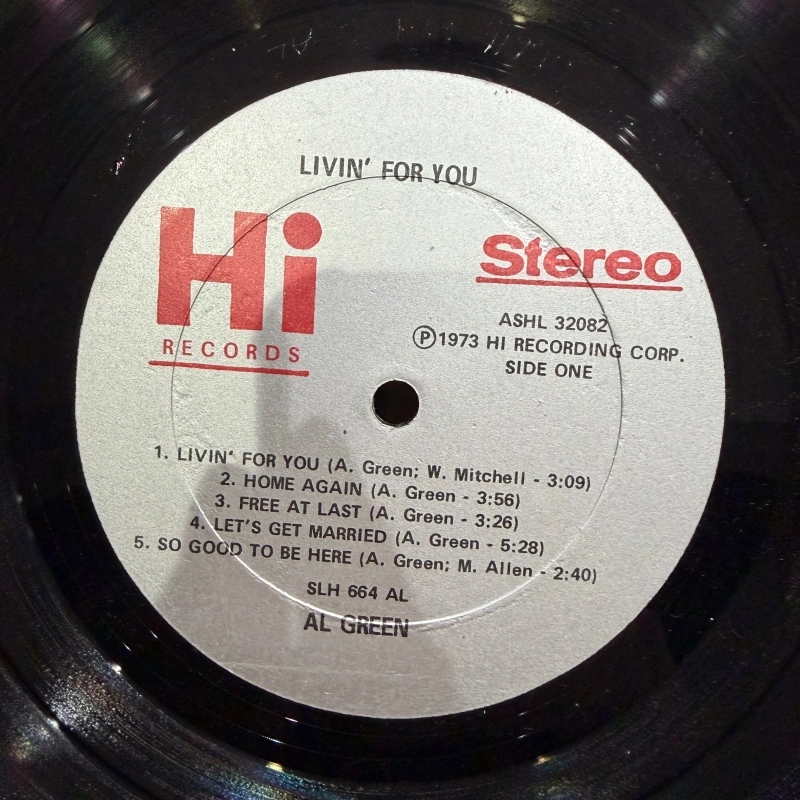 LIVIN' FOR YOU
Hi
RECORDS
Stereo
ASHL 32082
Ⓟ1973 HI RECORDING CORP.
SIDE ONE
1. LIVIN' FOR YOU (A. Green; W. Mitchell - 3:09)
2. HOME AGAIN (A. Green - 3:56)
3. FREE AT LAST (A. Green - 3:26)
4. LET'S GET MARRIED (A. Green - 5:28)
5. SO GOOD TO BE HERE (A. Green; M. Allen - 2:40)
SLH 664 AL
AL GREEN